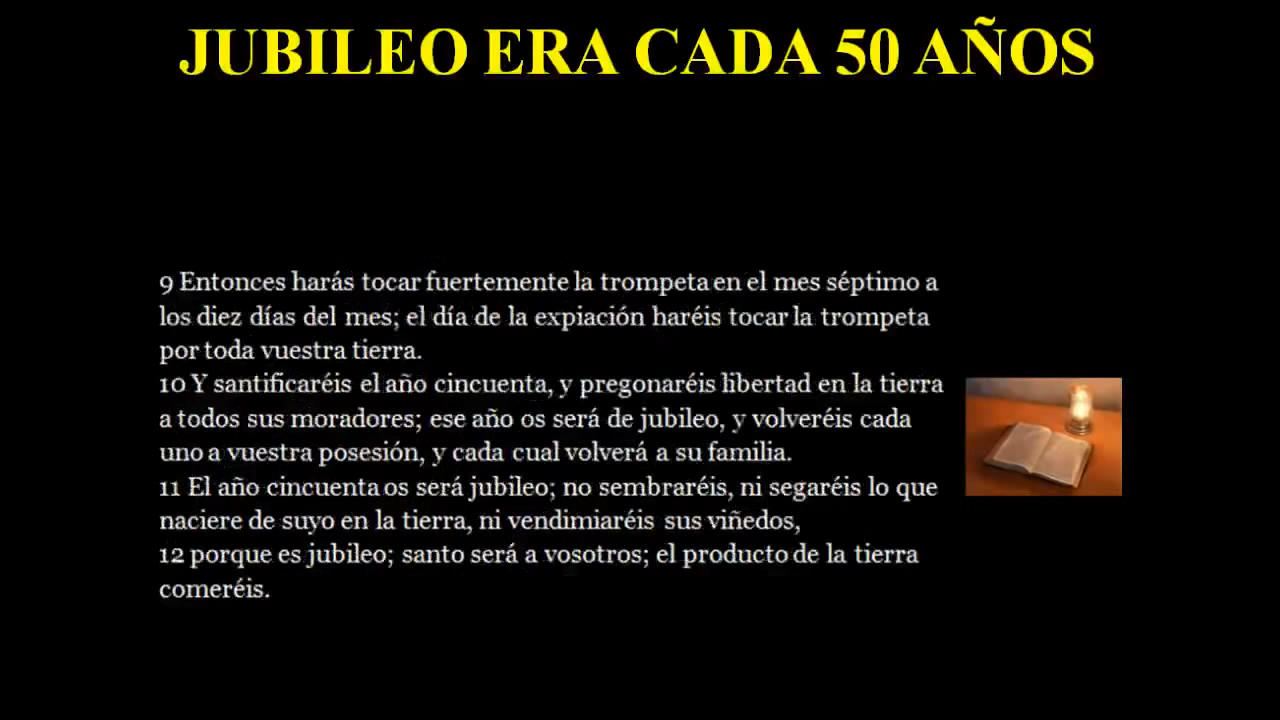 JUBILEO ERA CADA 50 AÑOS
9 Entonces harás tocar fuertemente la trompeta en el mes séptimo a
los diez días del mes; el día de la expiación haréis tocar la trompeta
por toda vuestra tierra.
10 Y santificaréis el año cincuenta, y pregonaréis libertad en la tierra
a todos sus moradores; ese año os será de jubileo, y volveréis cada
uno a vuestra posesión, y cada cual volverá a su familia.
11 El año cincuenta os será jubileo; no sembraréis, ni segaréis lo que
naciere de suyo en la tierra, ni vendimiaréis sus viñedos,
12 porque es jubileo; santo será a vosotros; el producto de la tierra
comeréis.